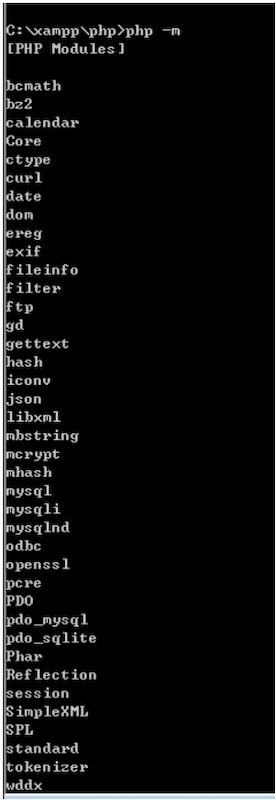 C:\xampp\php>php -m
[PHP Modules]
bcmath
bz2
calendar
Core
ctype
curl
date
dom
ereg
exif
fileinfo
filter
ftp
gd
gettext
hash
iconv
json
libxml
mbstring
mcrypt
mhash
mysql
mysqli
mysqlnd
odbc
openssl
pcre
PDO
pdo_mysql
pdo_sqlite
Phar
Reflection
session
SimpleXML
SPL
standard
tokenizer
wddx